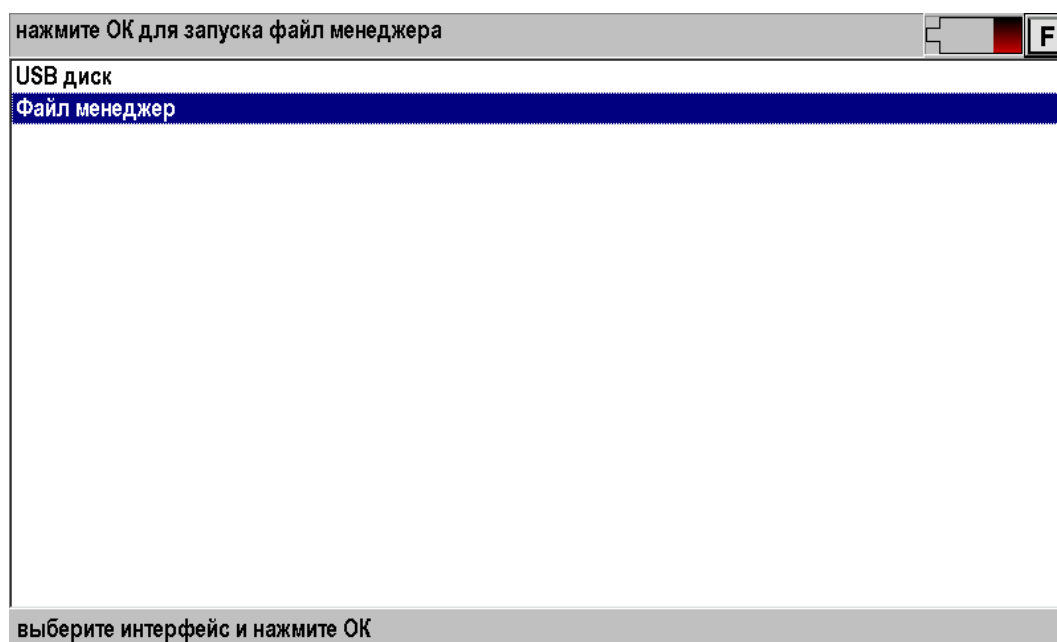 нажмите ОК для запуска файл менеджера
F
USB диск
Файл менеджер
выберите интерфейс и нажмите ОК